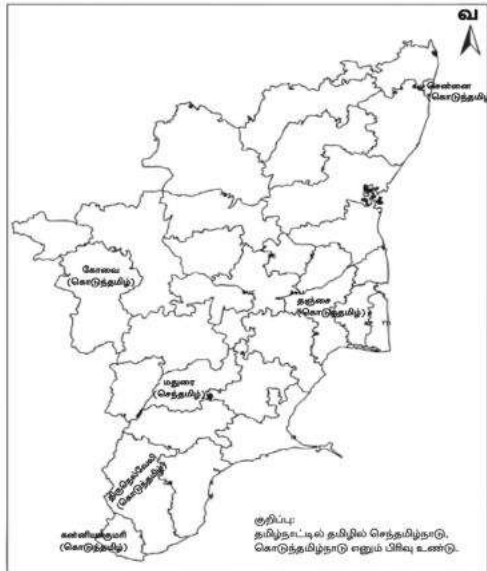 வ
சென்னை
(கொடுந்தமிழ்
கோவை
(கொடுந்தமிழ்)
தஞ்சை
(கொடுந்தமிழ்)
மதுரை
(செந்தமிழ்)
திருநெல்வேலி
(கொடுந்தமிழ்)
கன்னியாகுமரி
(கொடுந்தமிழ்)
குறிப்பு:
தமிழ்நாட்டில் தமிழில் செந்தமிழ்நாடு,
கொடுந்தமிழ்நாடு எனும் பிரிவு உண்டு.